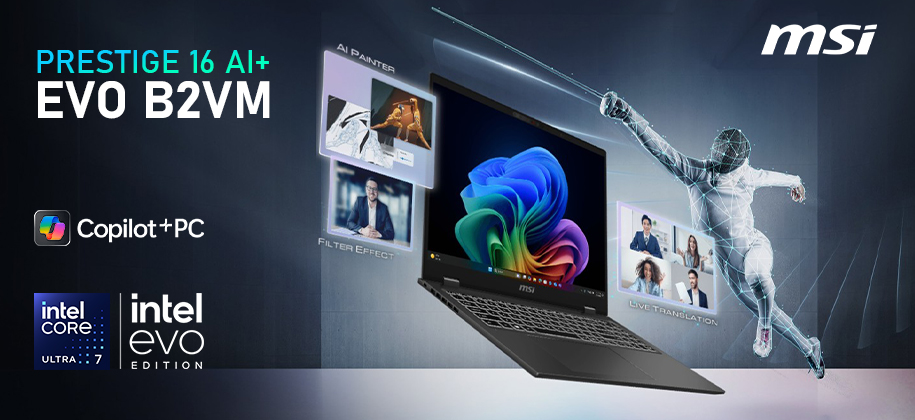 msi
PRESTIGE 16 AI+
EVO B2VM
Copilot+PC
intel
CORE
ULTRA 7
intel
evo
EDITION
AI PAINTER
FILTER EFFECT
LIVE TRANSLATION
msi